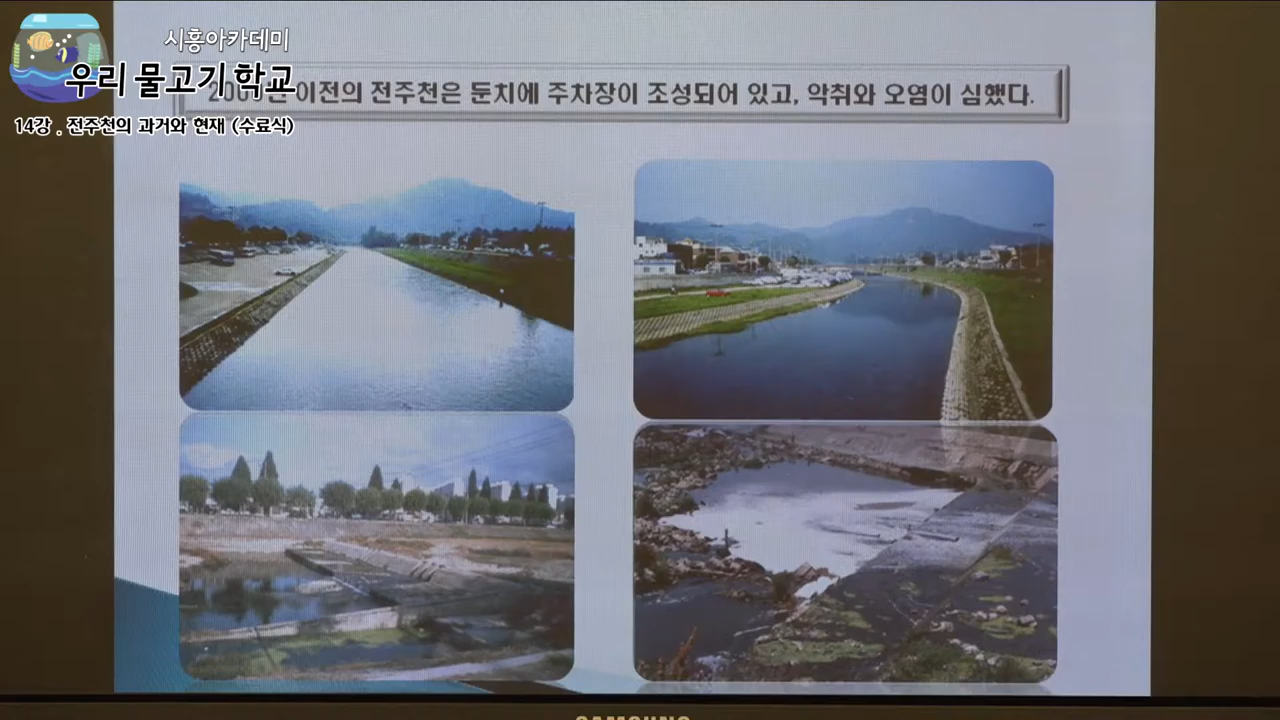 시흥아카데미
우리 물고기 학교
14강 . 전주천의 과거와 현재 (수료식)
이전의 전주천은 둔치에 주차장이 조성되어 있고, 악취와 오염이 심했다.
SAMSUNG